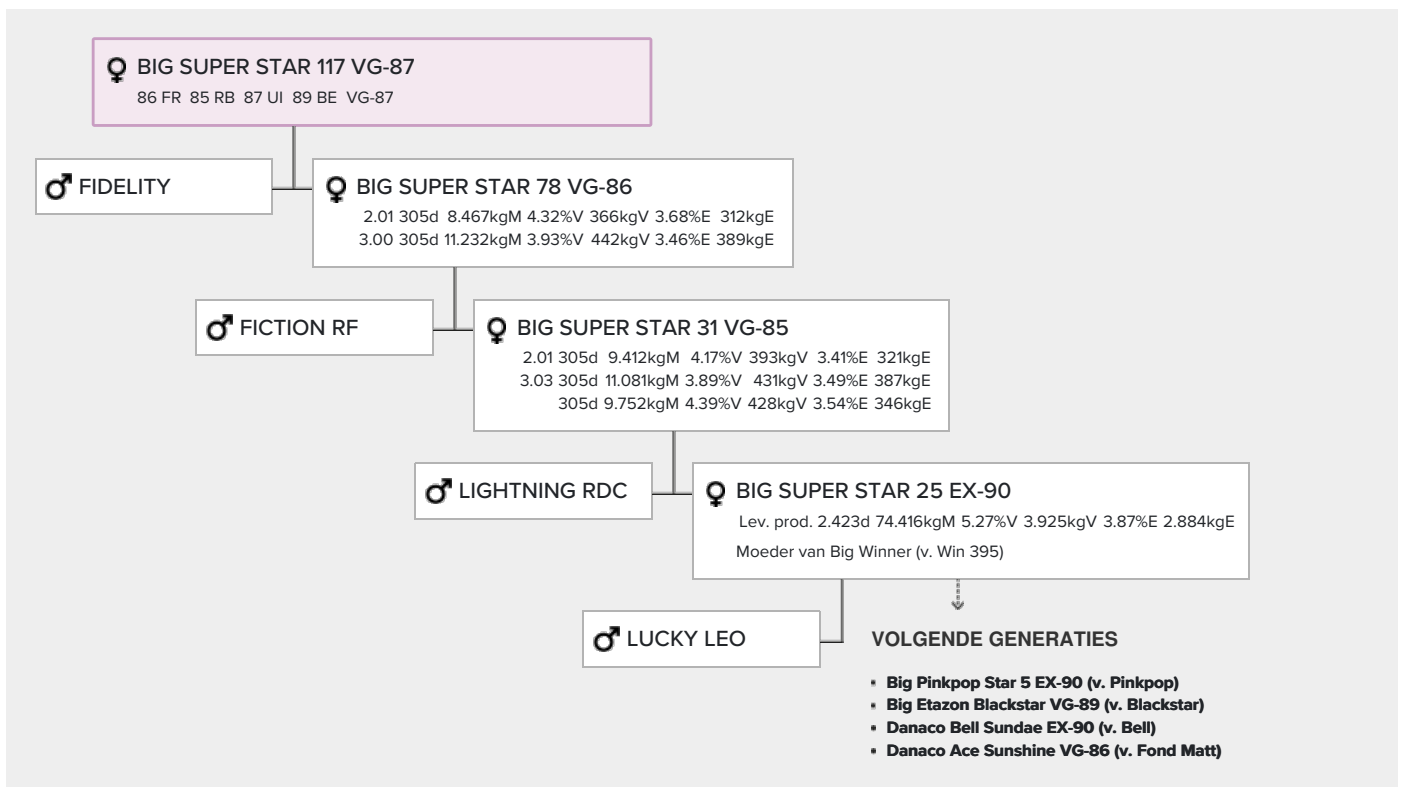 BIG SUPER STAR 117 VG-87
86 FR 85 RB 87 UI 89 BE VG-87
FIDELITY
BIG SUPER STAR 78 VG-86
2.01 305d 8.467kgM 4.32%V 366kgV 3.68%E 312kgE
3.00 305d 11.232kgM 3.93%V 442kgV 3.46%E 389kgE
FICTION RF
BIG SUPER STAR 31 VG-85
2.01 305d 9.412kgM 4.17%V 393kgV 3.41%E 321kgE
3.03 305d 11.081kgM 3.89%V 431kgV 3.49%E 387kgE
305d 9.752kgM 4.39%V 428kgV 3.54%E 346kgE
LIGHTNING RDC
BIG SUPER STAR 25 EX-90
Lev. prod. 2.423d 74.416kgM 5.27%V 3.925kgV 3.87%E 2.884kgE
Moeder van Big Winner (v. Win 395)
LUCKY LEO
VOLGENDE GENERATIES
▪ Big Pinkpop Star 5 EX-90 (v. Pinkpop)
▪ Big Etazon Blackstar VG-89 (v. Blackstar)
▪ Danaco Bell Sundae EX-90 (v. Bell)
▪ Danaco Ace Sunshine VG-86 (v. Fond Matt)